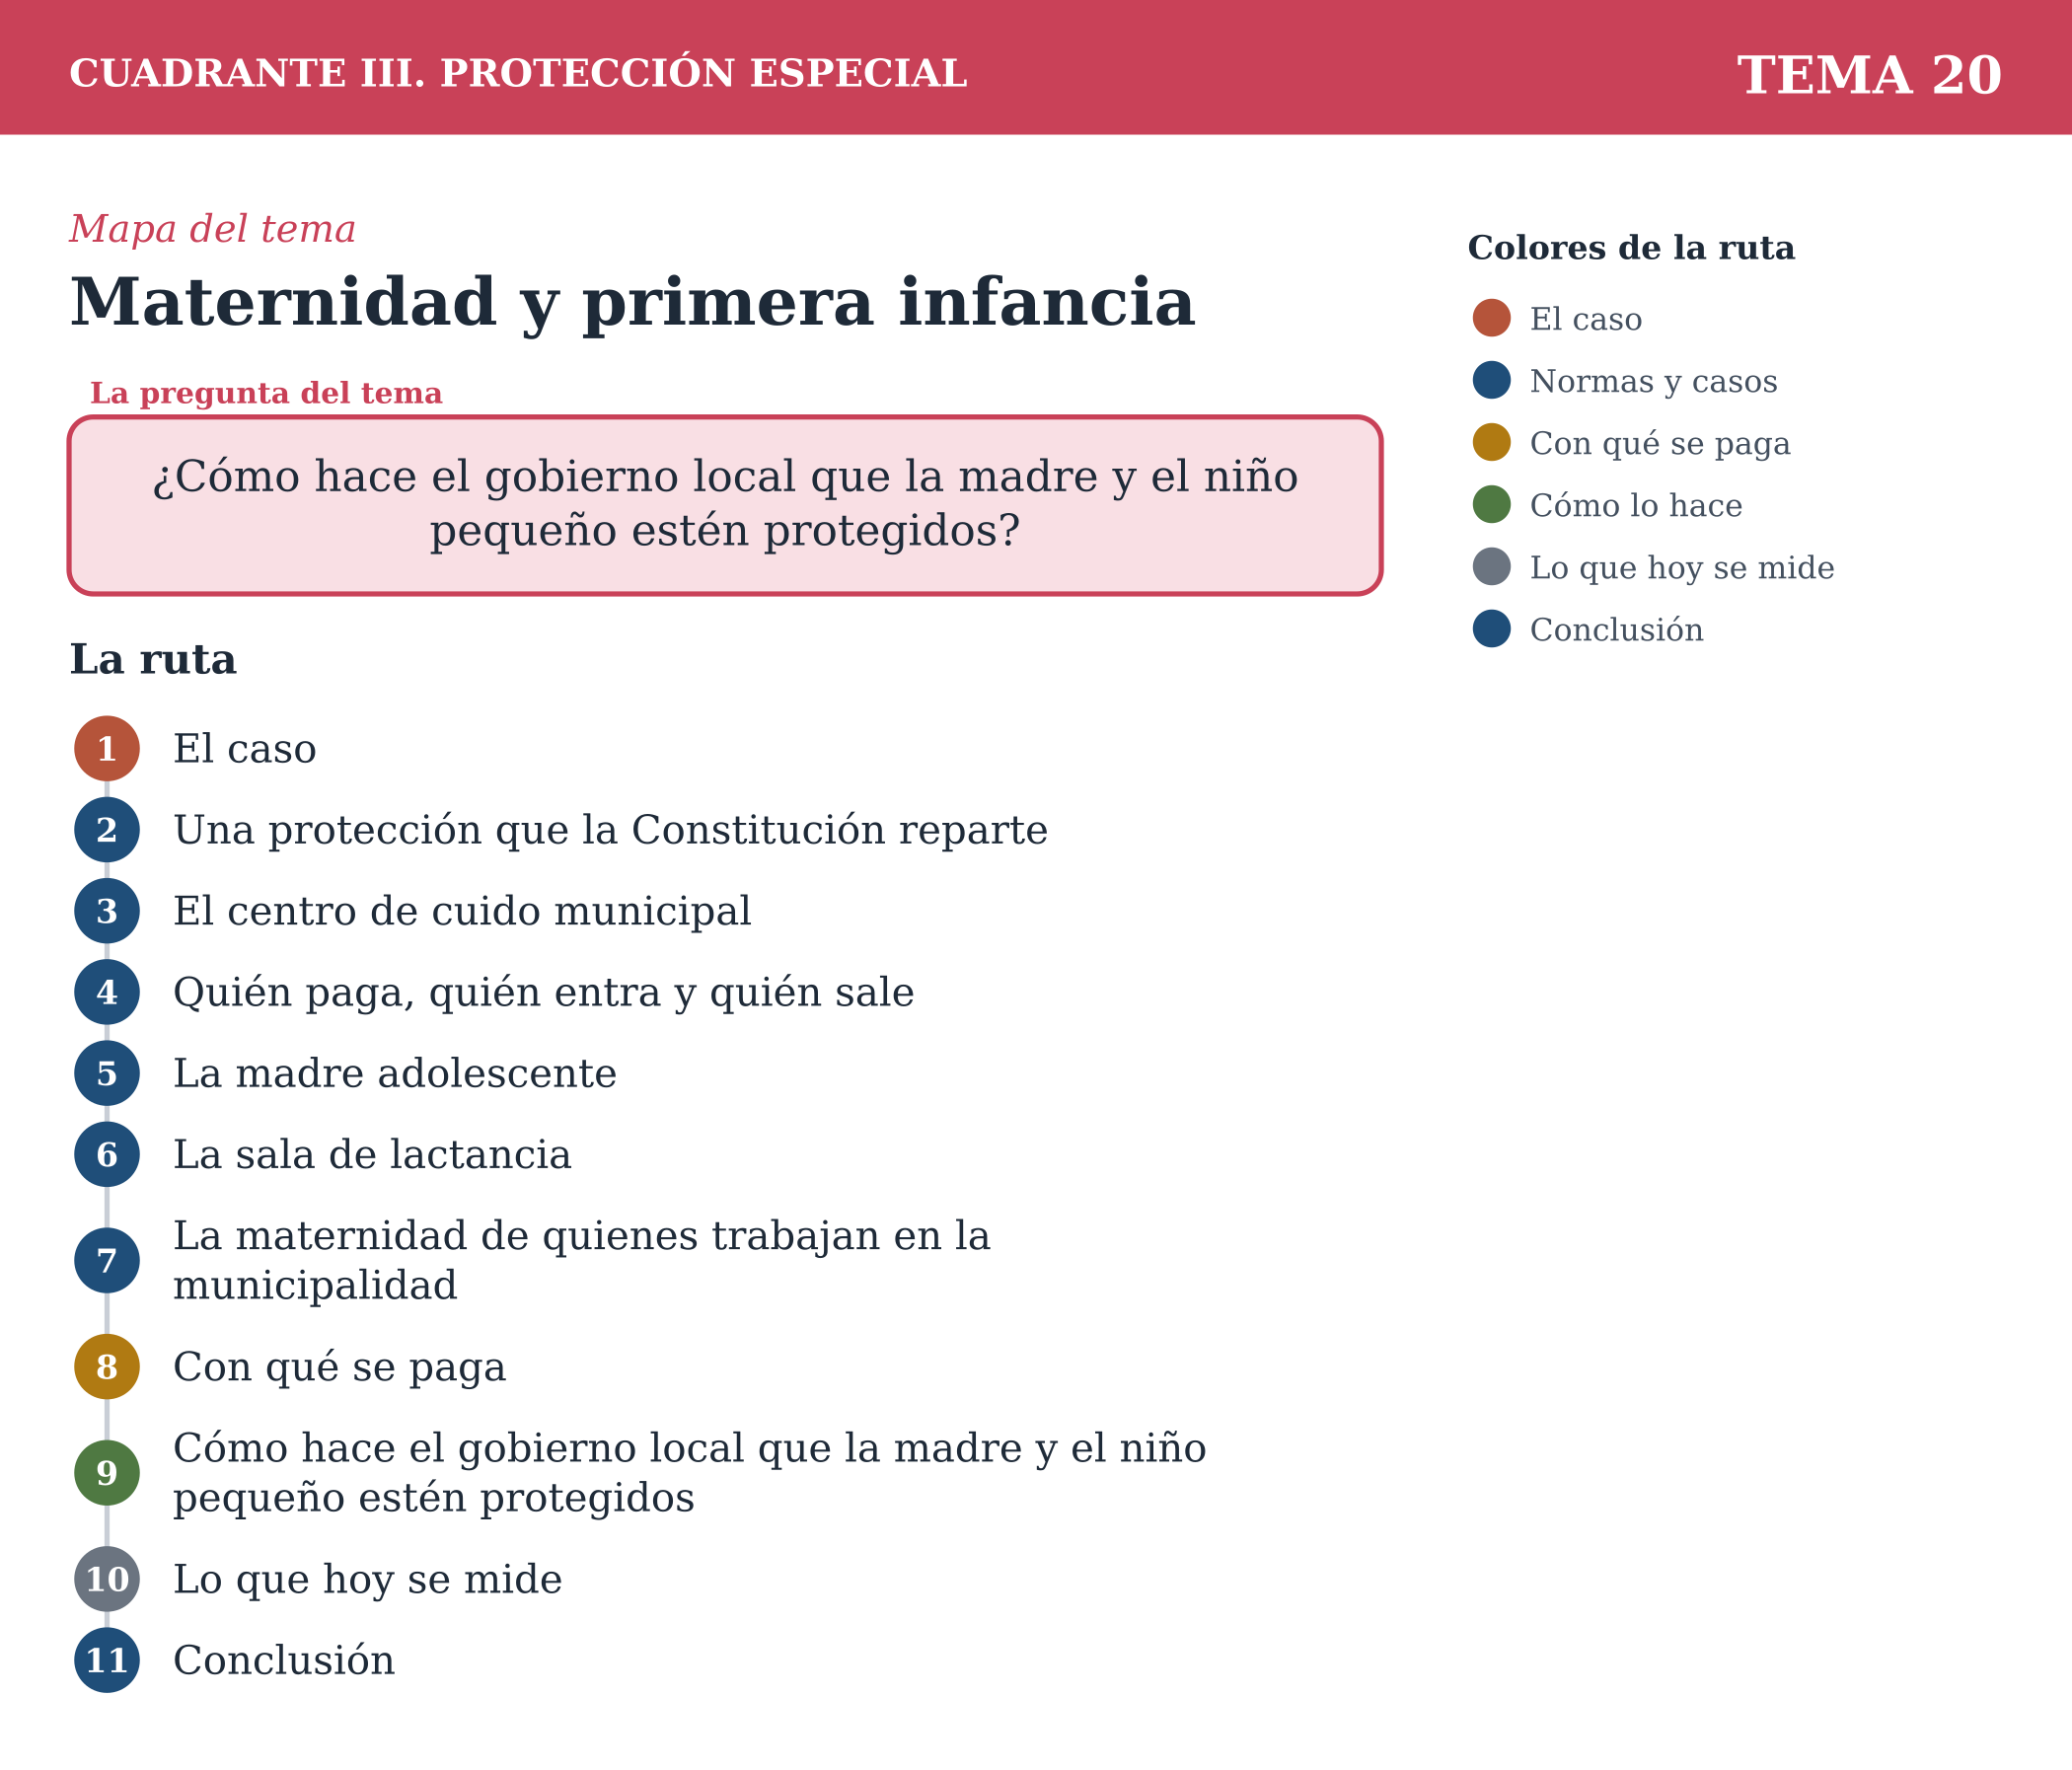 CUADRANTE III. PROTECCIÓN ESPECIAL
TEMA 20
Mapa del tema
Maternidad y primera infancia
La pregunta del tema
¿Cómo hace el gobierno local que la madre y el niño
pequeño estén protegidos?
Colores de la ruta
El caso
Normas y casos
Con qué se paga
Cómo lo hace
Lo que hoy se mide
Conclusión
La ruta
1 El caso
2 Una protección que la Constitución reparte
3 El centro de cuido municipal
4 Quién paga, quién entra y quién sale
5 La madre adolescente
6 La sala de lactancia
7 La maternidad de quienes trabajan en la
municipalidad
8 Con qué se paga
9 Cómo hace el gobierno local que la madre y el niño
pequeño estén protegidos
10 Lo que hoy se mide
11 Conclusión